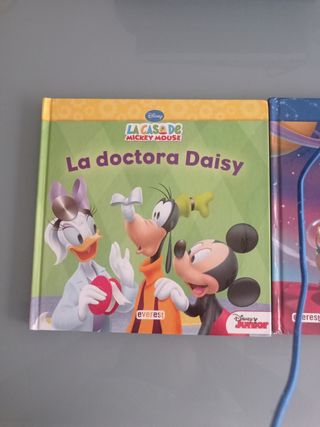 Disney
LA CASA DE
MICKEY MOUSE
La doctora Daisy
everest
Disney
Junior
everest